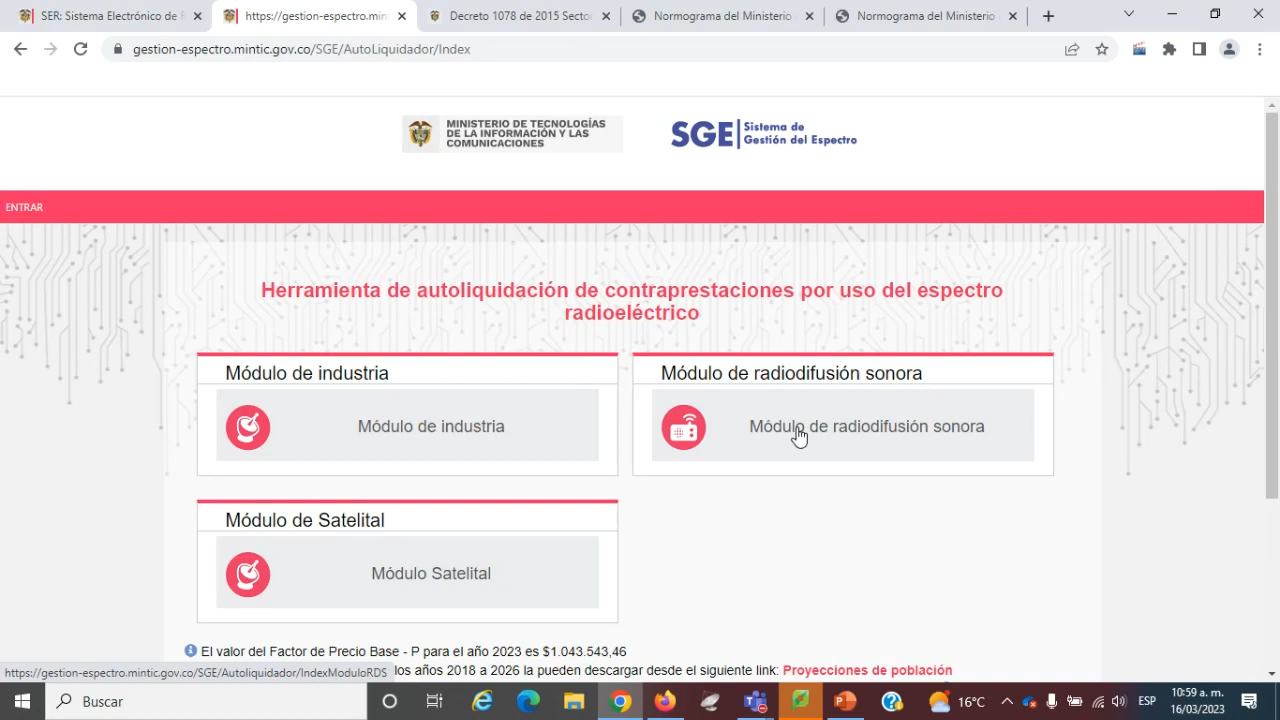 SER: Sistema Electrónico de R
https://gestion-espectro.mint
Decreto 1078 de 2015 Sector
Normograma del Ministerio
Normograma del Ministerio d
gestion-espectro.mintic.gov.co/SGE/AutoLiquidador/Index
MINISTERIO DE TECNOLOGÍAS
DE LA INFORMACIÓN Y LAS
COMUNICACIONES
SGE Sistema de
Gestión del Espectro
ENTRAR
Herramienta de autoliquidación de contraprestaciones por uso del espectro
radioeléctrico
Módulo de industria
Módulo de radiodifusión sonora
Módulo de industria
Módulo de radiodifusión sonora
Módulo de Satelital
Módulo Satelital
El valor del Factor de Precio Base - P para el año 2023 es $1.043.543,46
https://gestion-espectro.mintic.gov.co/SGE/Autoliquidador/IndexModuloRDS
los años 2018 a 2026 la pueden descargar desde el siguiente link: Proyecciones de población
Buscar
16°C
ESP
10:59 a. m.
16/03/2023